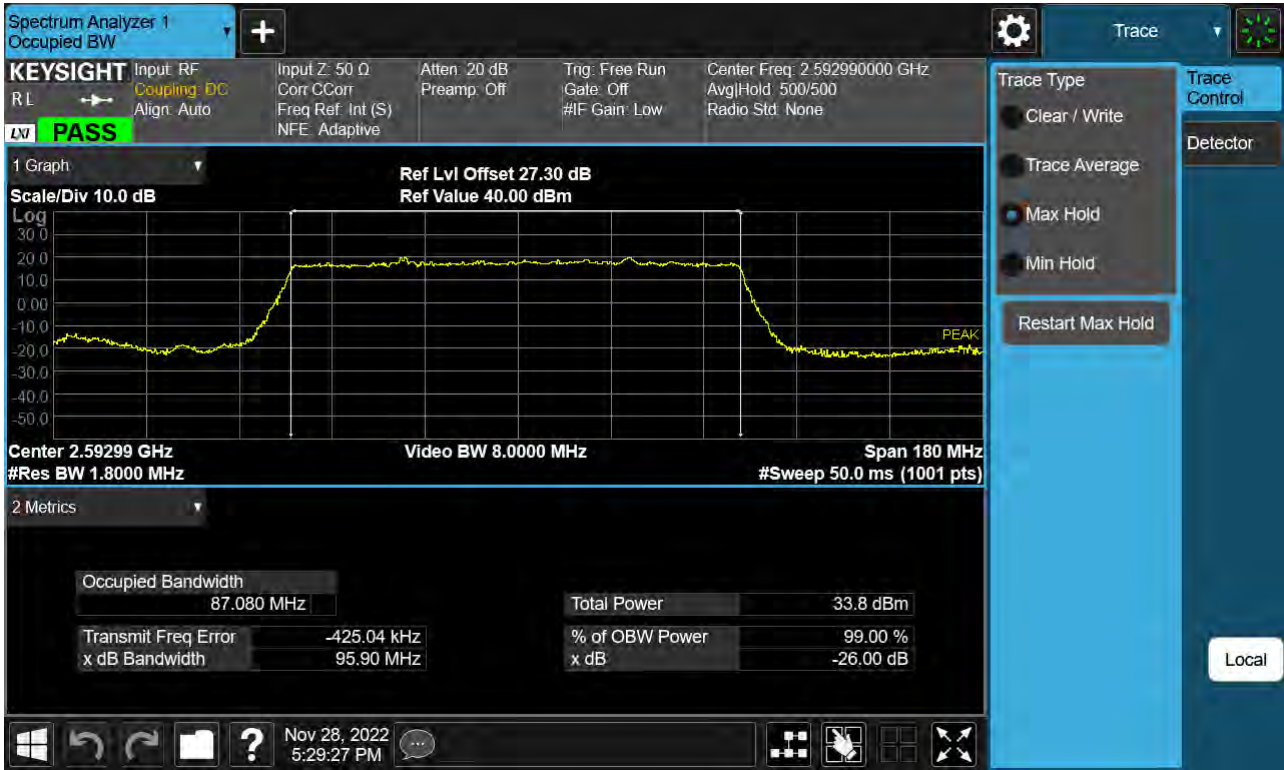 Spectrum Analyzer 1
Occupied BW
+
Trace
KEYSIGHT
RL
LXI
PASS
Input: RF
Coupling: DC
Align: Auto
Input Z: 50 Ω
Corr CCorr
Freq Ref: Int (S)
NFE: Adaptive
Atten: 20 dB
Preamp: Off
Trig: Free Run
Gate: Off
#IF Gain: Low
Center Freq: 2.592990000 GHz
Avg|Hold: 500/500
Radio Std: None
1 Graph
Scale/Div 10.0 dB
Ref Lvl Offset 27.30 dB
Ref Value 40.00 dBm
Log
30.0
20.0
10.0
0.00
-10.0
-20.0
-30.0
-40.0
-50.0
PEAK
Center 2.59299 GHz
#Res BW 1.8000 MHz
Video BW 8.0000 MHz
Span 180 MHz
#Sweep 50.0 ms (1001 pts)
2 Metrics
Occupied Bandwidth
87.080 MHz
Transmit Freq Error -425.04 kHz
x dB Bandwidth 95.90 MHz
Total Power 33.8 dBm
% of OBW Power 99.00 %
x dB -26.00 dB
Trace Type
Clear / Write
Trace Average
Max Hold
Min Hold
Restart Max Hold
Trace
Control
Detector
Local
?
Nov 28, 2022
5:29:27 PM